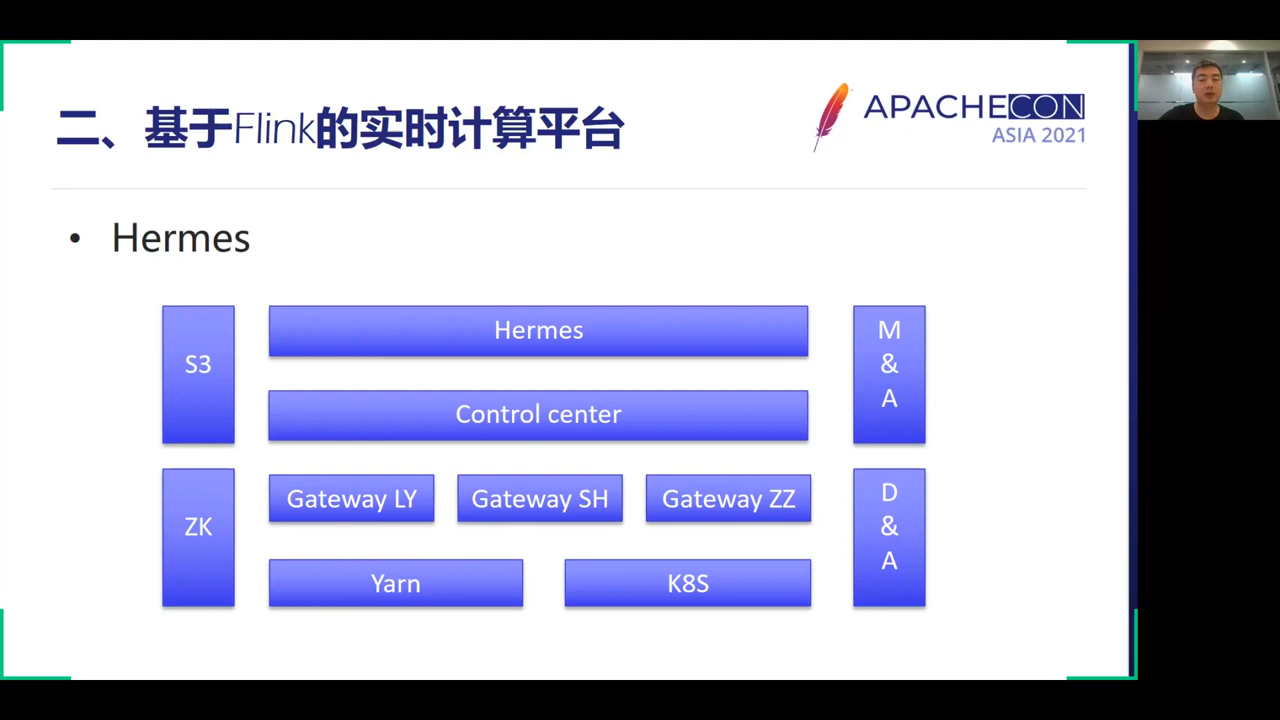 二、基于Flink的实时计算平台
APACHECON
ASIA 2021
• Hermes
S3
Hermes
M
&
A
Control center
ZK
Gateway LY
Gateway SH
Gateway ZZ
D
&
A
Yarn
K8S